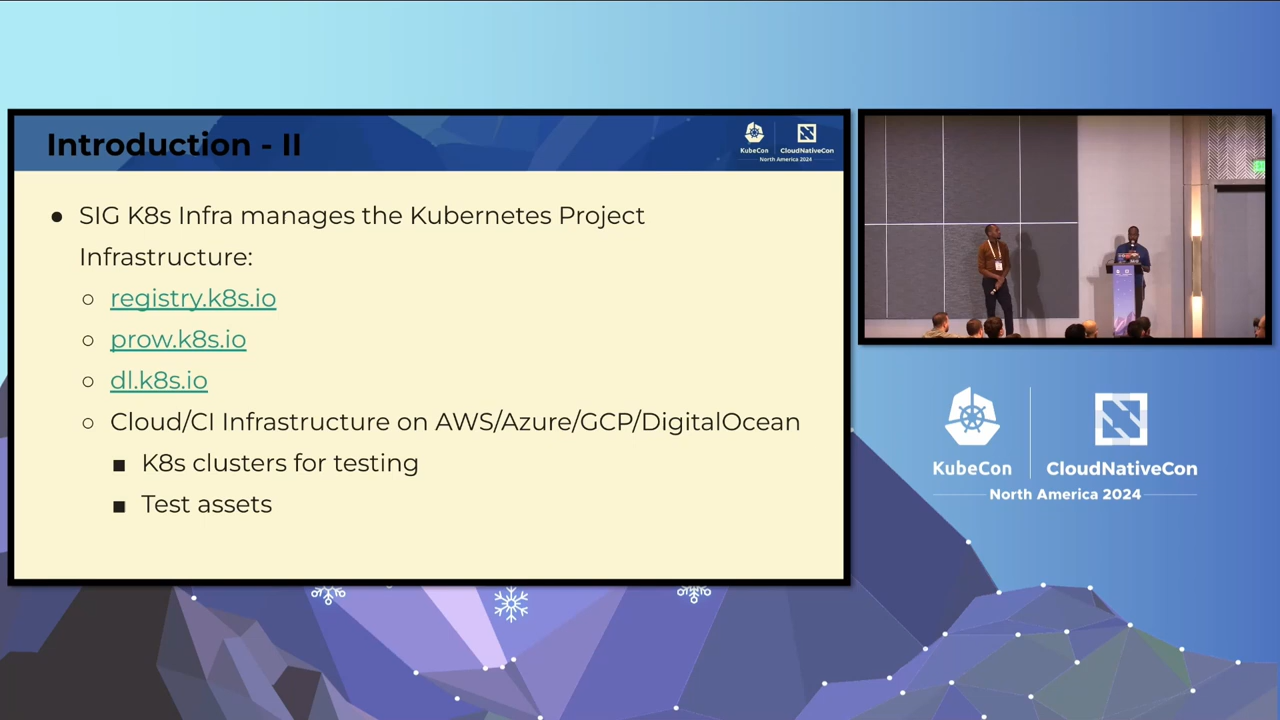 Introduction - II
KubeCon
CloudNativeCon
North America 2024
● SIG K8s Infra manages the Kubernetes Project
Infrastructure:
○ registry.k8s.io
○ prow.k8s.io
○ dl.k8s.io
○ Cloud/CI Infrastructure on AWS/Azure/GCP/DigitalOcean
■ K8s clusters for testing
■ Test assets
KubeCon
CloudNativeCon
North America 2024